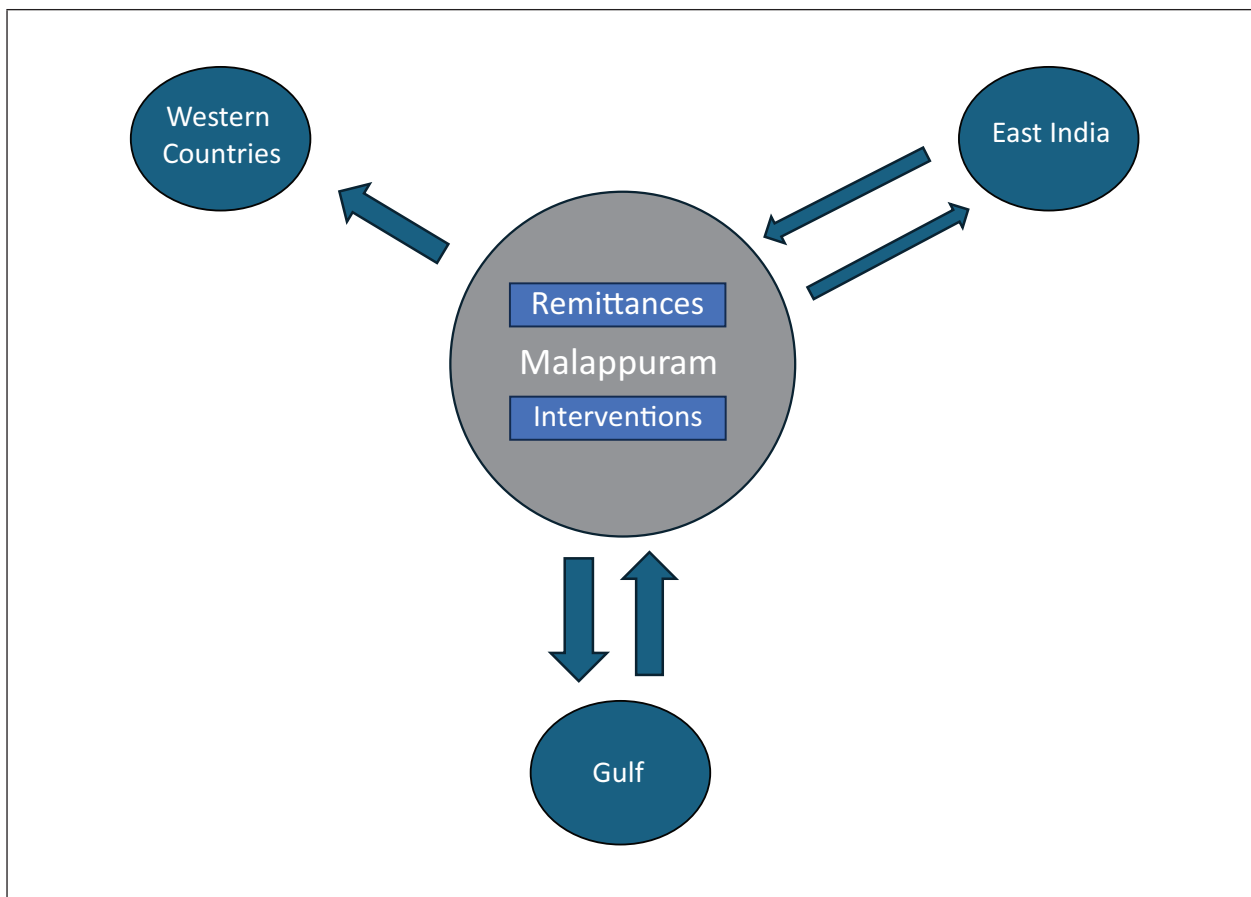 Western
Countries
East India
Remittances
Malappuram
Interventions
Gulf